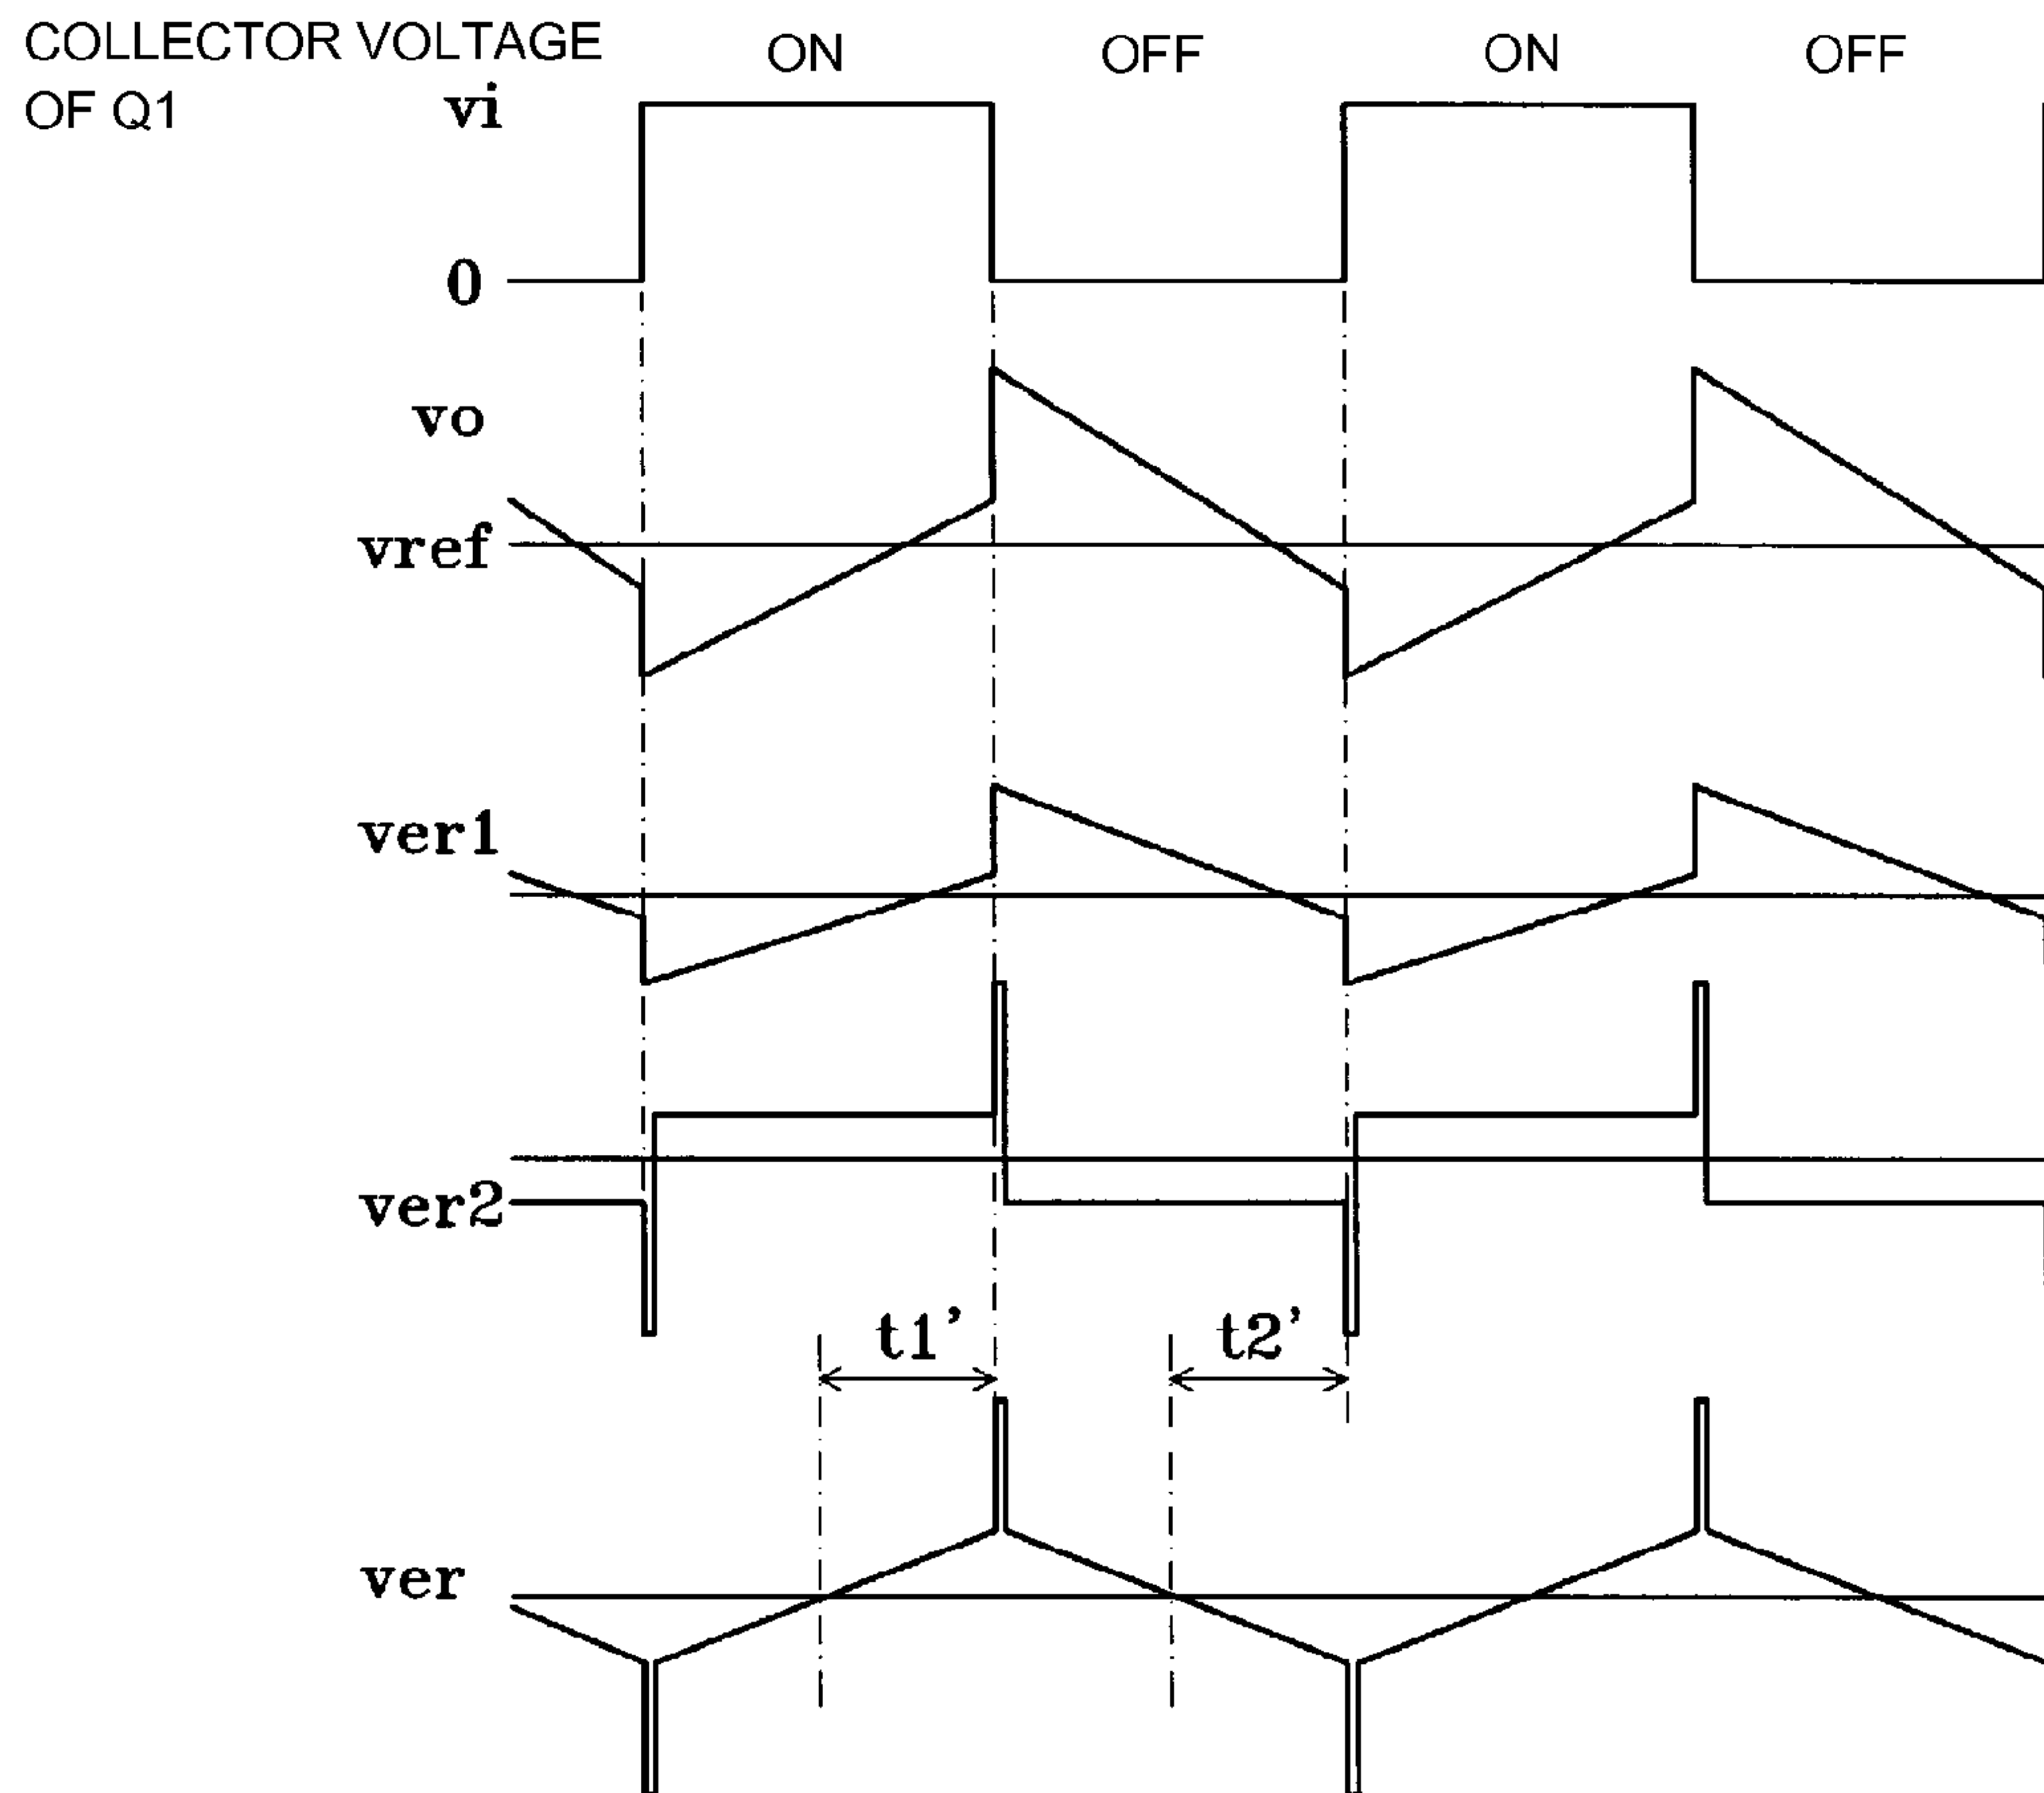 COLLECTOR VOLTAGE
OF Q1
ON OFF ON OFF
vi
0
vo
vref
ver1
ver2
t1' t2'
ver